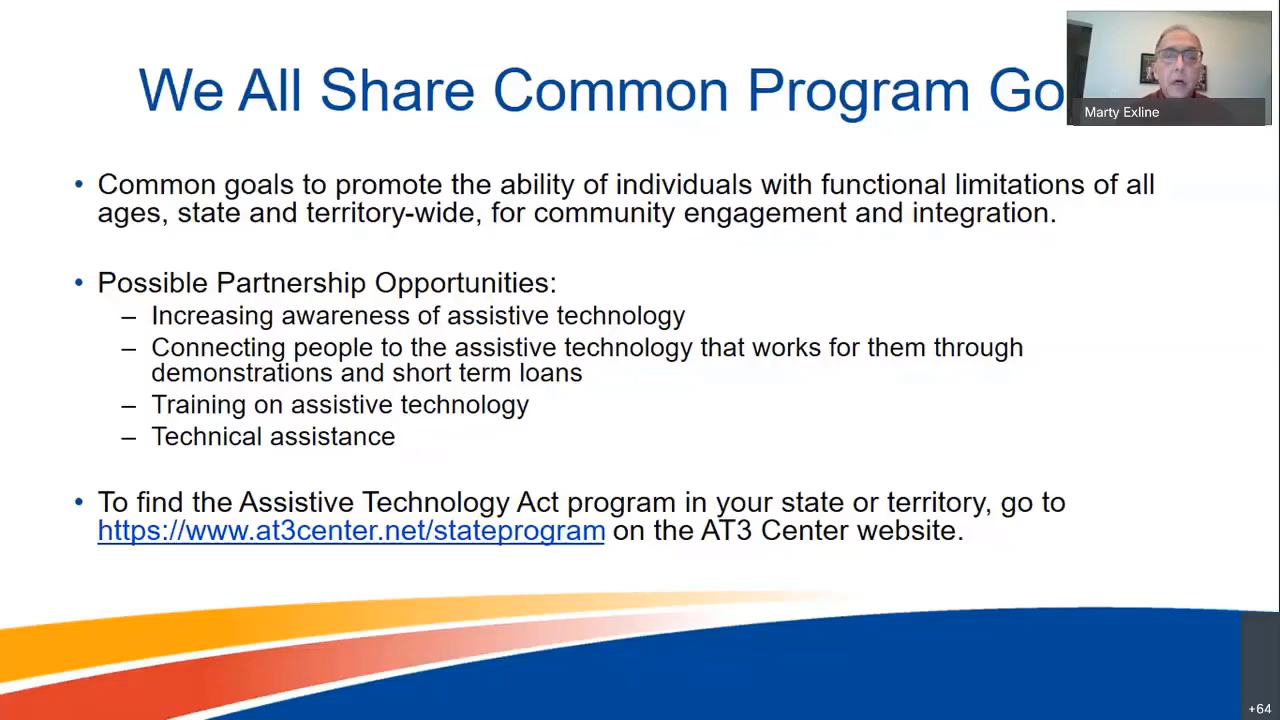 We All Share Common Program Go
Marty Exline
• Common goals to promote the ability of individuals with functional limitations of all
ages, state and territory-wide, for community engagement and integration.
• Possible Partnership Opportunities:
– Increasing awareness of assistive technology
– Connecting people to the assistive technology that works for them through
demonstrations and short term loans
– Training on assistive technology
– Technical assistance
• To find the Assistive Technology Act program in your state or territory, go to
https://www.at3center.net/stateprogram on the AT3 Center website.
+64